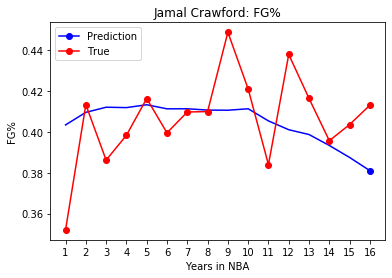 Jamal Crawford: FG%
Prediction
True
FG%
0.44
0.42
0.40
0.38
0.36
1 2 3 4 5 6 7 8 9 10 11 12 13 14 15 16
Years in NBA